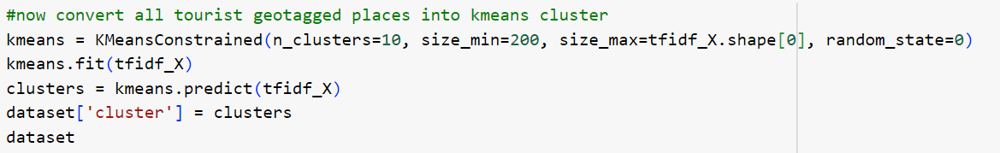 #now convert all tourist geotagged places into kmeans cluster
kmeans = KMeansConstrained(n_clusters=10, size_min=200, size_max=tfidf_X.shape[0], random_state=0)
kmeans.fit(tfidf_X)
clusters = kmeans.predict(tfidf_X)
dataset['cluster'] = clusters
dataset